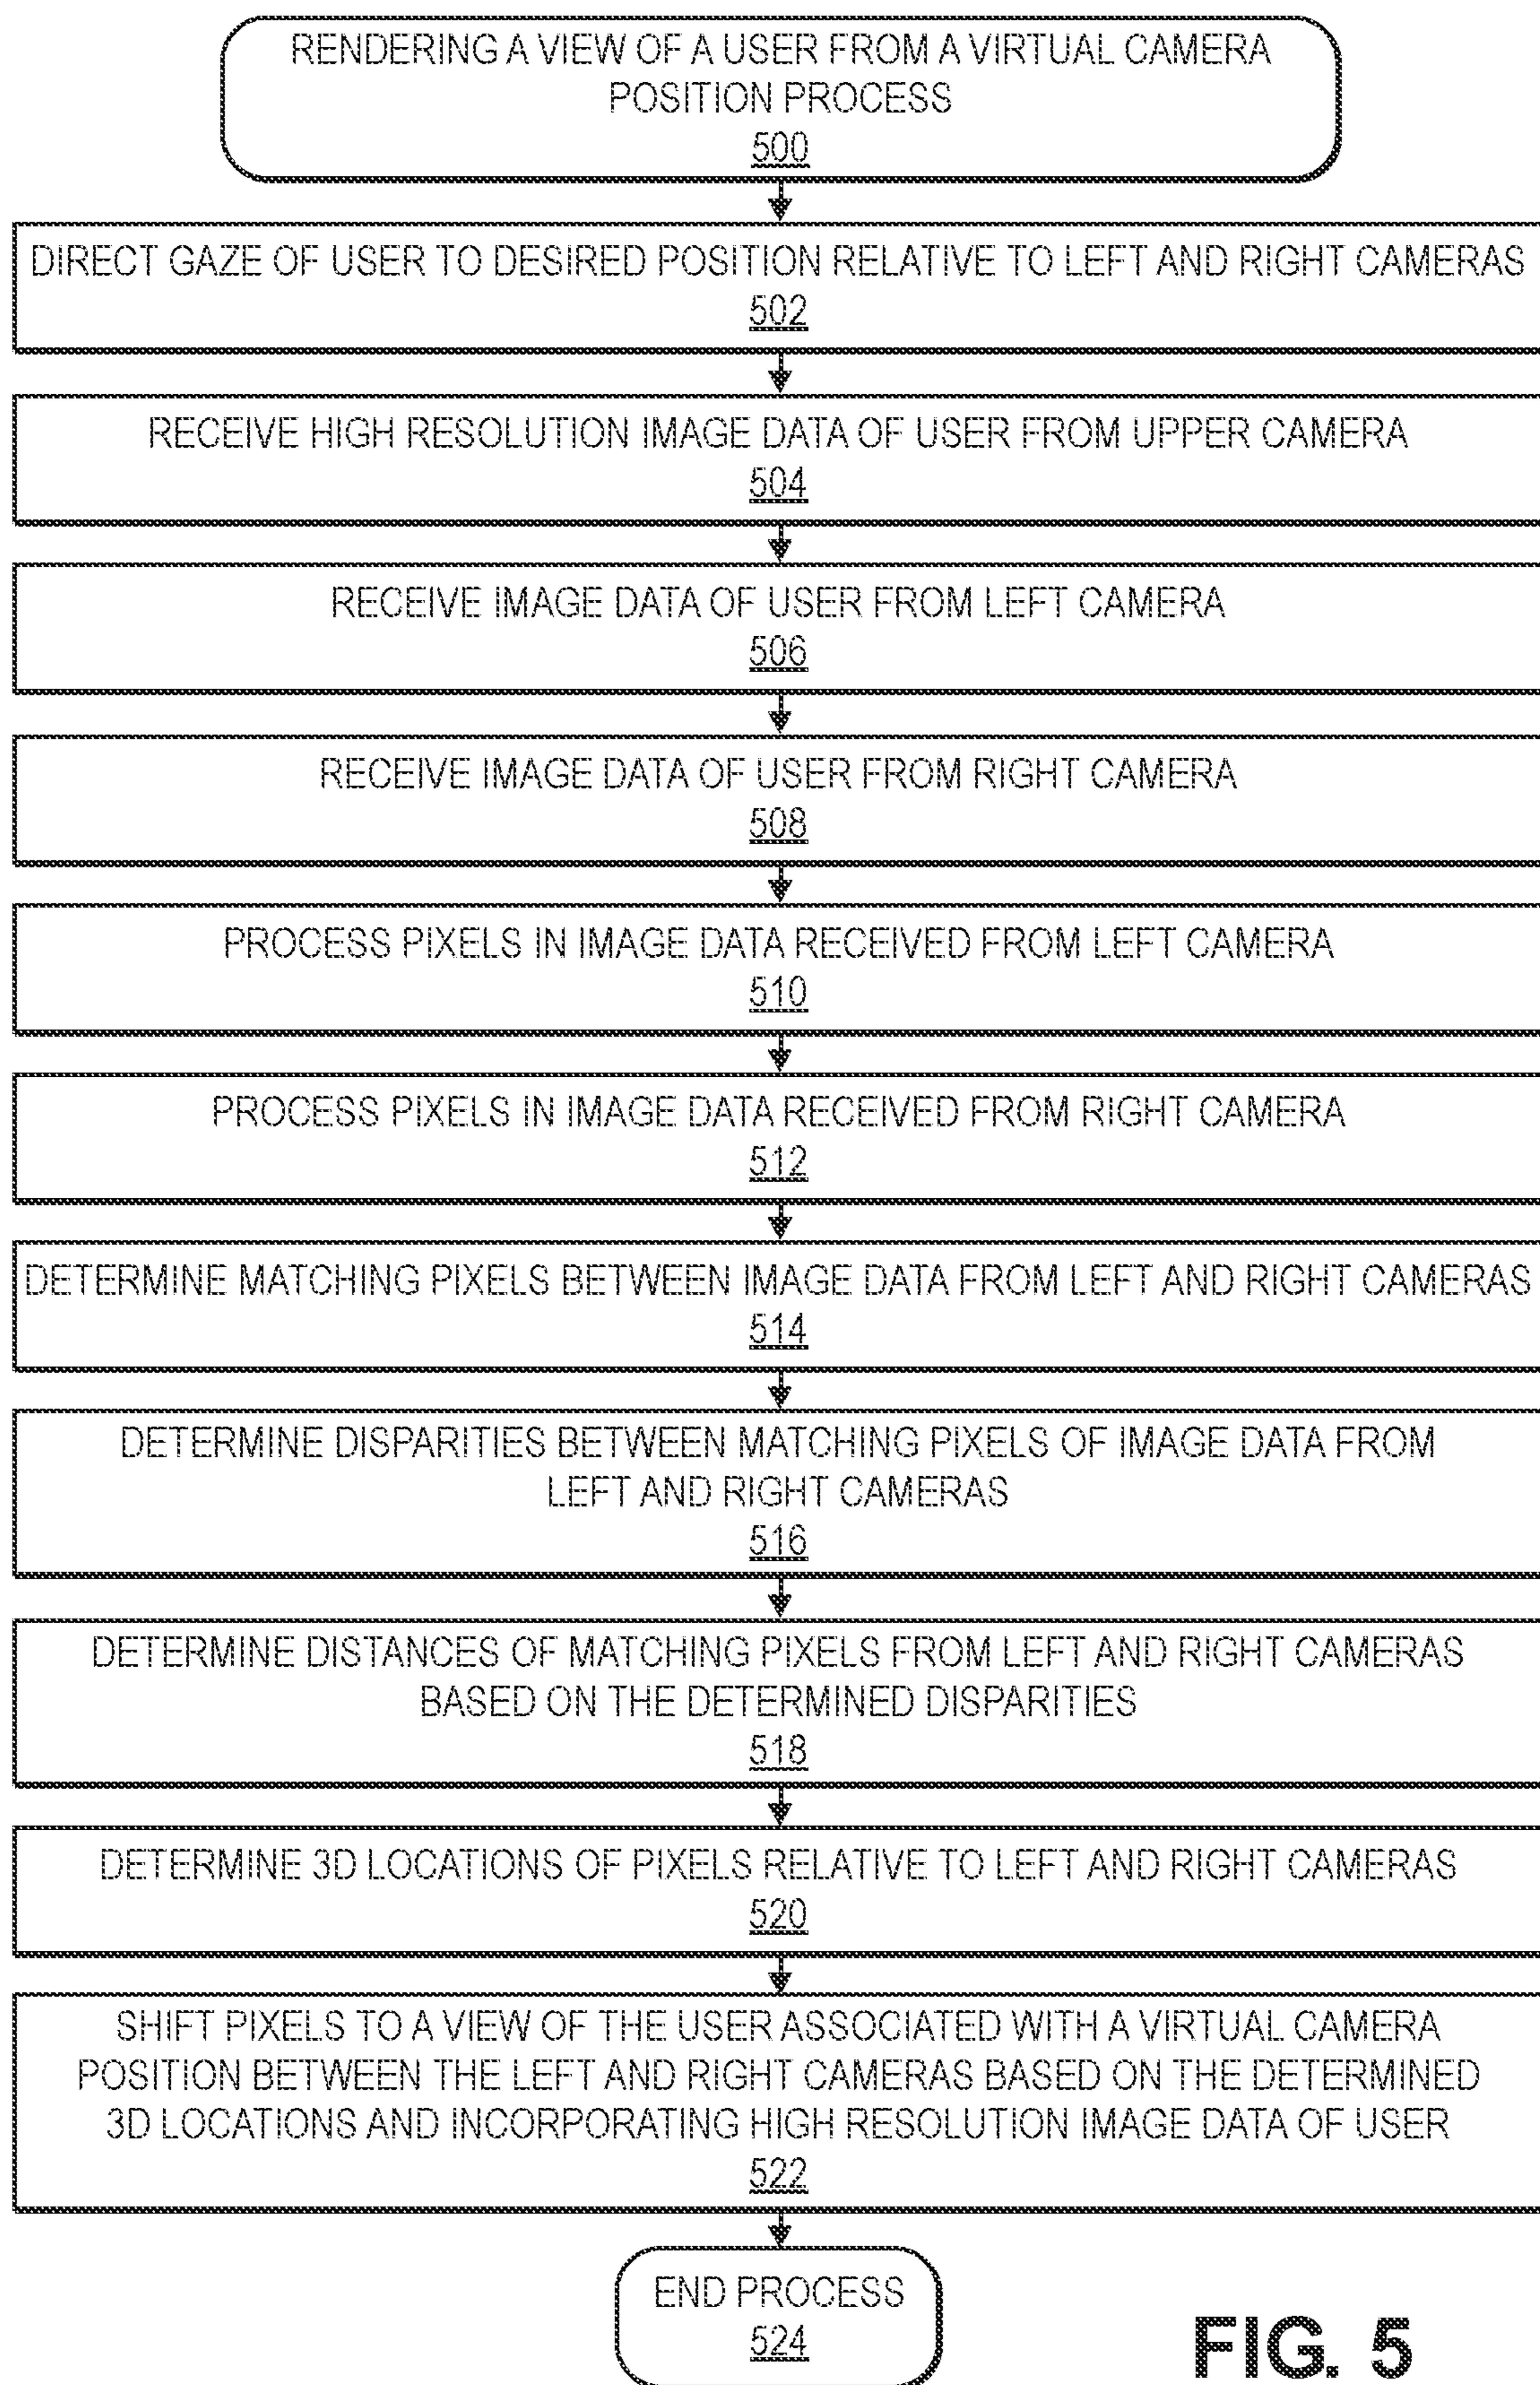 RENDERING A VIEW OF A USER FROM A VIRTUAL CAMERA
POSITION PROCESS
500
DIRECT GAZE OF USER TO DESIRED POSITION RELATIVE TO LEFT AND RIGHT CAMERAS
502
RECEIVE HIGH RESOLUTION IMAGE DATA OF USER FROM UPPER CAMERA
504
RECEIVE IMAGE DATA OF USER FROM LEFT CAMERA
506
RECEIVE IMAGE DATA OF USER FROM RIGHT CAMERA
508
PROCESS PIXELS IN IMAGE DATA RECEIVED FROM LEFT CAMERA
510
PROCESS PIXELS IN IMAGE DATA RECEIVED FROM RIGHT CAMERA
512
DETERMINE MATCHING PIXELS BETWEEN IMAGE DATA FROM LEFT AND RIGHT CAMERAS
514
DETERMINE DISPARITIES BETWEEN MATCHING PIXELS OF IMAGE DATA FROM
LEFT AND RIGHT CAMERAS
516
DETERMINE DISTANCES OF MATCHING PIXELS FROM LEFT AND RIGHT CAMERAS
BASED ON THE DETERMINED DISPARITIES
518
DETERMINE 3D LOCATIONS OF PIXELS RELATIVE TO LEFT AND RIGHT CAMERAS
520
SHIFT PIXELS TO A VIEW OF THE USER ASSOCIATED WITH A VIRTUAL CAMERA
POSITION BETWEEN THE LEFT AND RIGHT CAMERAS BASED ON THE DETERMINED
3D LOCATIONS AND INCORPORATING HIGH RESOLUTION IMAGE DATA OF USER
522
END PROCESS
524
FIG. 5